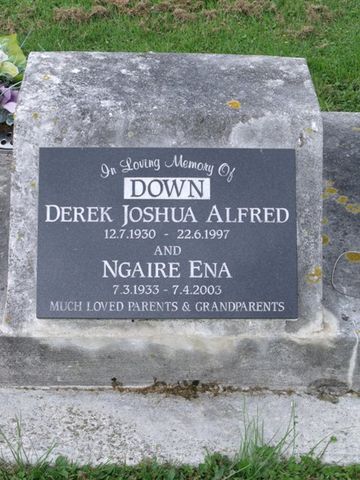 In Loving Memory Of
DOWN
DEREK JOSHUA ALFRED
12.7.1930 - 22.6.1997
AND
NGAIRE ENA
7.3.1933 - 7.4.2003
MUCH LOVED PARENTS & GRANDPARENTS